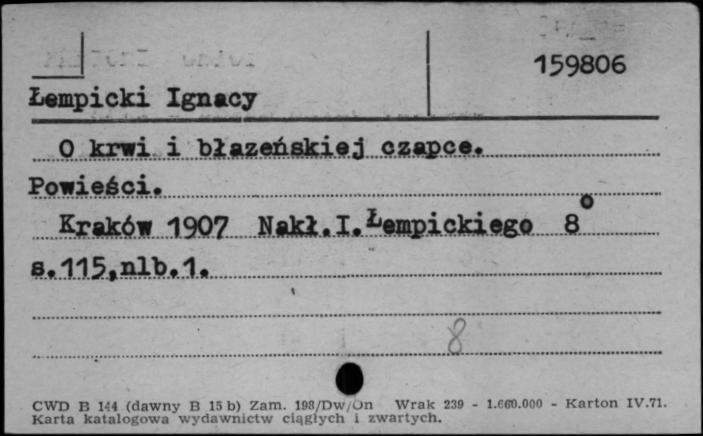 159806
Łempicki Ignacy
O krwi i błazeńskiej czapce.
Powieści.
Kraków 1907 Nakł.I.Łempickiego 8°
s.115,nlb.1.
8
CWD B 144 (dawny B 15 b) Zam. 198/Dw/On Wrak 239 - 1.660.000 - Karton IV.71.
Karta katalogowa wydawnictw ciągłych i zwartych.